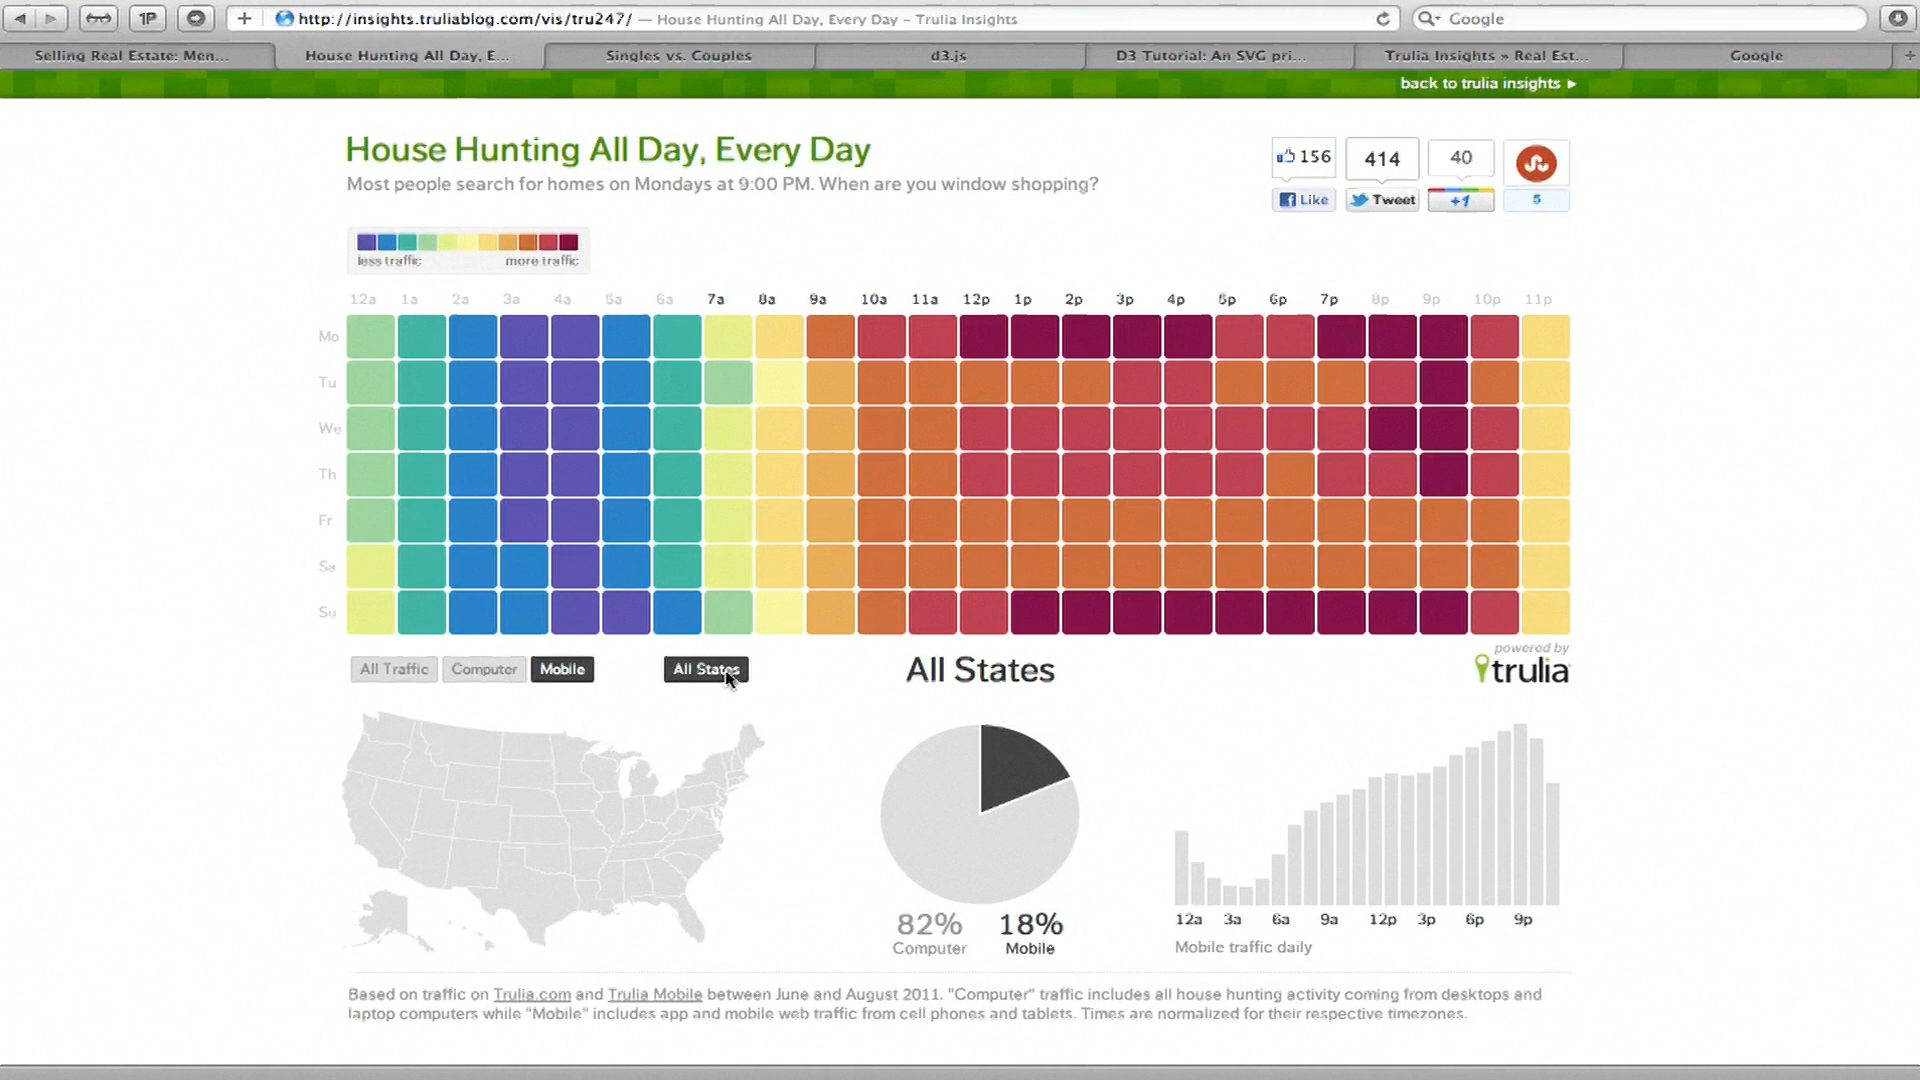 1P
http://insights.truliablog.com/vis/tru247/ — House Hunting All Day, Every Day – Trulia Insights
Google
Selling Real Estate: Men...
House Hunting All Day, E...
Singles vs. Couples
d3.js
D3 Tutorial: An SVG pri...
Trulia Insights » Real Est...
Google
back to trulia insights ▸
House Hunting All Day, Every Day
Most people search for homes on Mondays at 9:00 PM. When are you window shopping?
156
414
40
Like
Tweet
+1
5
less traffic
more traffic
12a 1a 2a 3a 4a 5a 6a 7a 8a 9a 10a 11a 12p 1p 2p 3p 4p 5p 6p 7p 8p 9p 10p 11p
Mo
Tu
We
Th
Fr
Sa
Su
All Traffic
Computer
Mobile
All States
All States
powered by
trulia
82%
Computer
18%
Mobile
12a 3a 6a 9a 12p 3p 6p 9p
Mobile traffic daily
Based on traffic on Trulia.com and Trulia Mobile between June and August 2011. "Computer" traffic includes all house hunting activity coming from desktops and
laptop computers while "Mobile" includes app and mobile web traffic from cell phones and tablets. Times are normalized for their respective timezones.